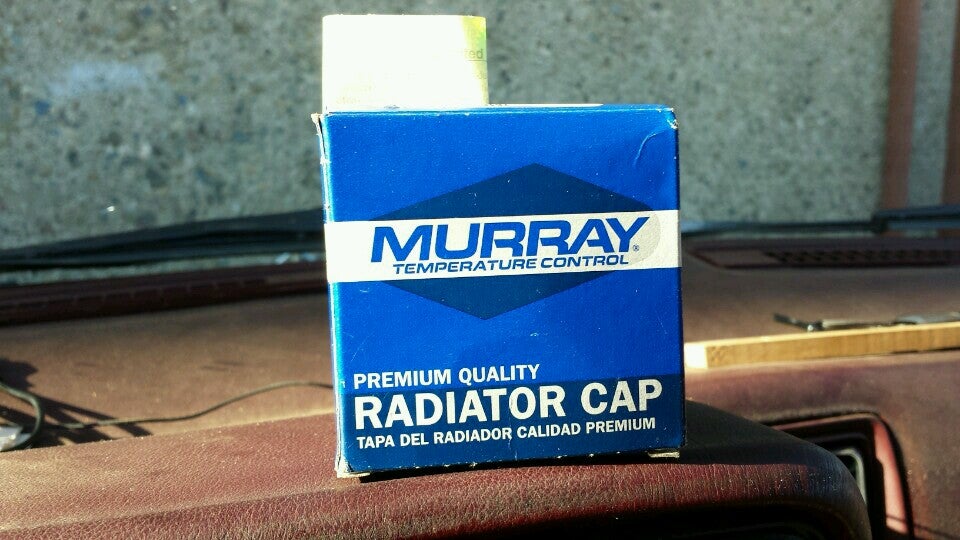 MURRAY®
TEMPERATURE CONTROL
PREMIUM QUALITY
RADIATOR CAP
TAPA DEL RADIADOR CALIDAD PREMIUM